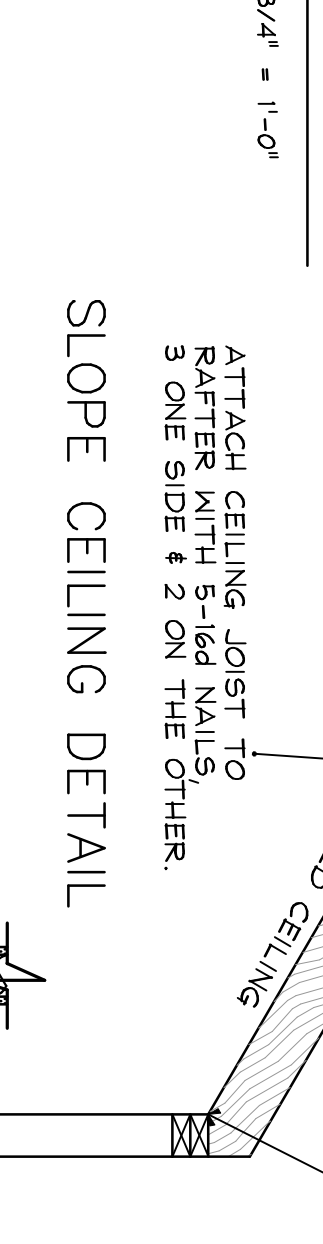 3/4" = 1'-0"
ATTACH CEILING JOIST TO
RAFTER WITH 5-16d NAILS,
3 ONE SIDE & 2 ON THE OTHER.
CEILING
SLOPE CEILING DETAIL